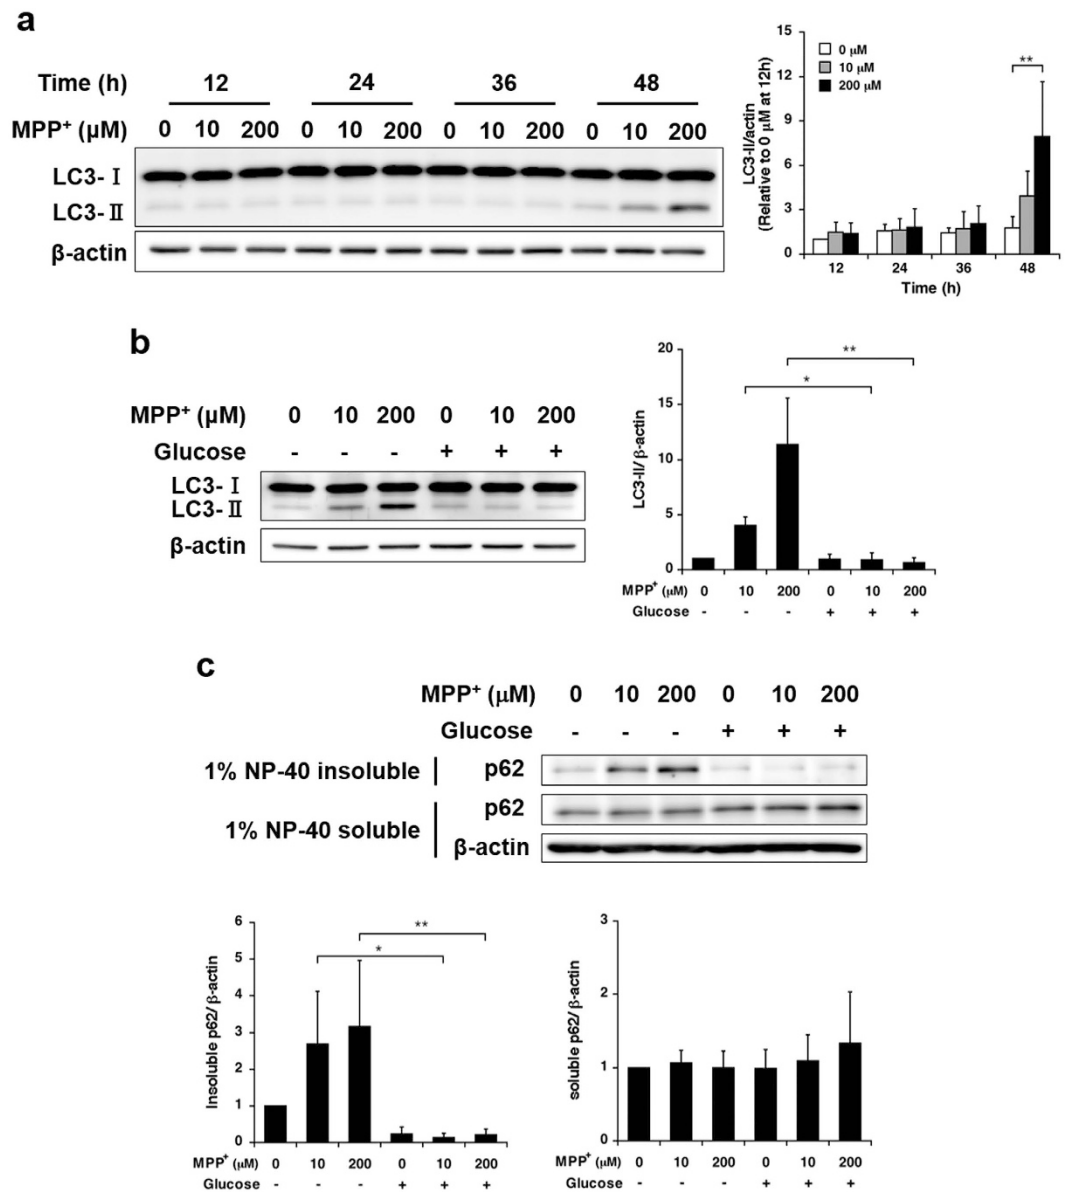 a
Time (h) 12 24 36 48
MPP+ (μM) 0 10 200 0 10 200 0 10 200 0 10 200
LC3-Ⅰ
LC3-Ⅱ
β-actin
15
12
9
6
3
0
LC3-II/actin
(Relative to 0 μM at 12h)
0 μM
10 μM
200 μM
**
12 24 36 48
Time (h)
b
MPP+ (μM) 0 10 200 0 10 200
Glucose - - - + + +
LC3-Ⅰ
LC3-Ⅱ
β-actin
20
15
10
5
0
LC3-II/ β-actin
**
*
MPP+ (μM) 0 10 200 0 10 200
Glucose - - - + + +
c
MPP+ (μM) 0 10 200 0 10 200
Glucose - - - + + +
1% NP-40 insoluble p62
1% NP-40 soluble p62
β-actin
6
5
4
3
2
1
0
Insoluble p62/ β-actin
**
*
MPP+ (μM) 0 10 200 0 10 200
Glucose - - - + + +
3
2
1
0
soluble p62/ β-actin
MPP+ (μM) 0 10 200 0 10 200
Glucose - - - + + +